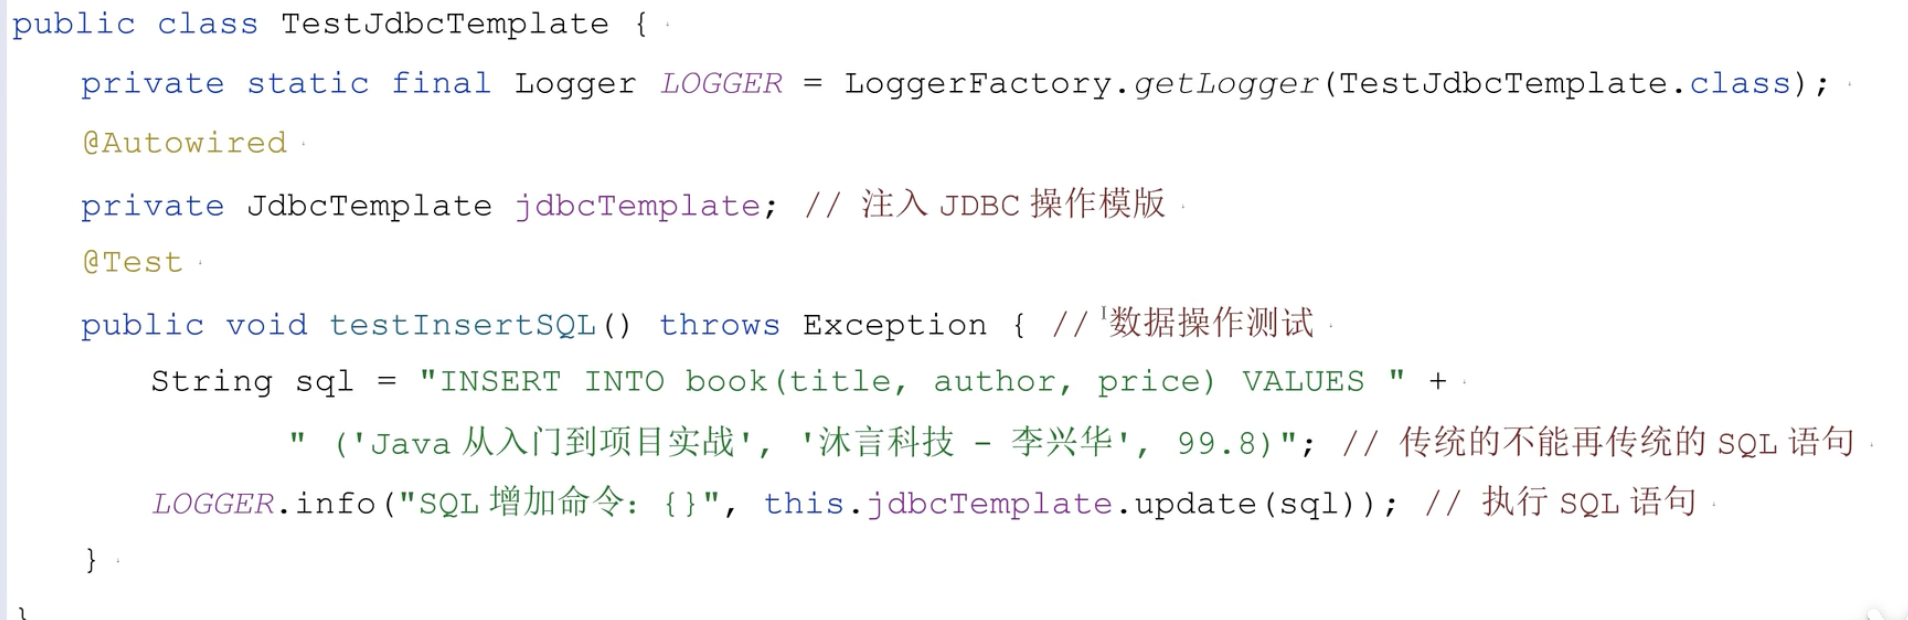 public class TestJdbcTemplate {
private static final Logger LOGGER = LoggerFactory.getLogger(TestJdbcTemplate.class);
@Autowired
private JdbcTemplate jdbcTemplate; // 注入 JDBC 操作模版
@Test
public void testInsertSQL() throws Exception { // 数据操作测试
String sql = "INSERT INTO book(title, author, price) VALUES " +
" ('Java 从入门到项目实战', '沐言科技 - 李兴华', 99.8)"; // 传统的不能再传统的 SQL 语句
LOGGER.info("SQL 增加命令：{}", this.jdbcTemplate.update(sql)); // 执行 SQL 语句
}
}